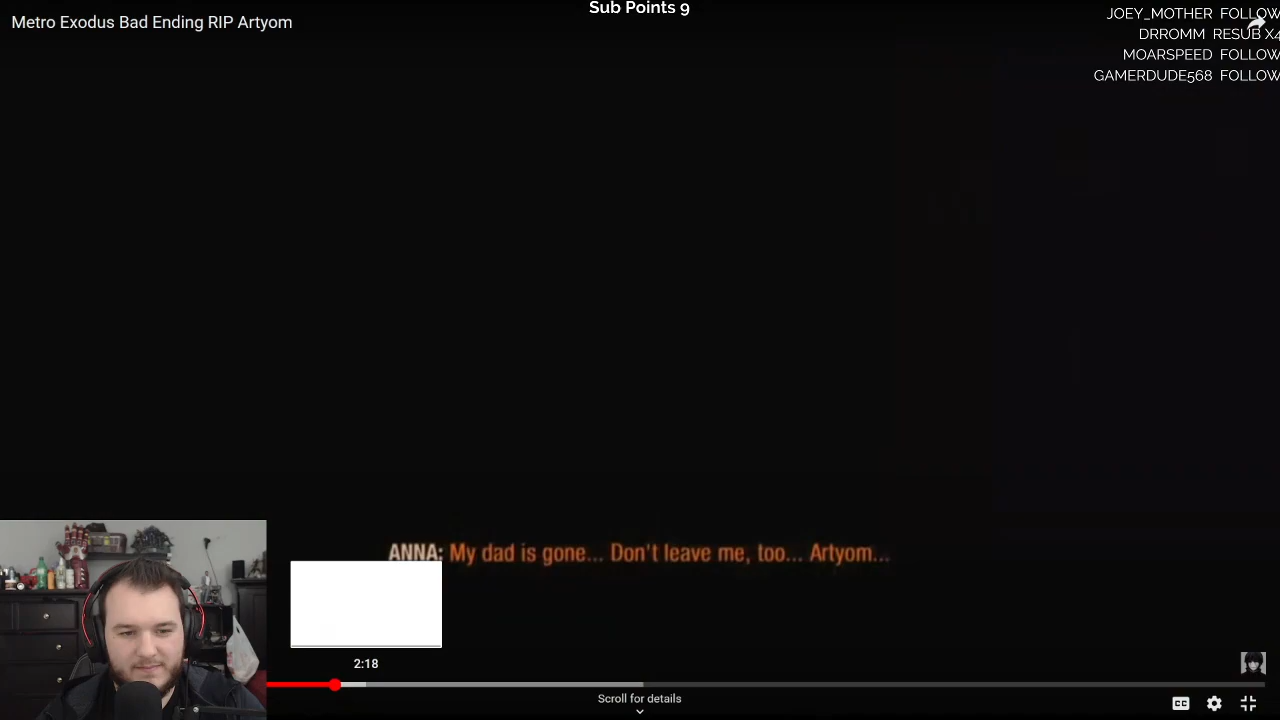 Sub Points 9
Metro Exodus Bad Ending RIP Artyom
JOEY_MOTHER FOLLOW
DRROMM RESUB X4
MOARSPEED FOLLOW
GAMERDUDE568 FOLLOW
ANNA: My dad is gone... Don't leave me, too... Artyom...
2:18
Scroll for details
CC